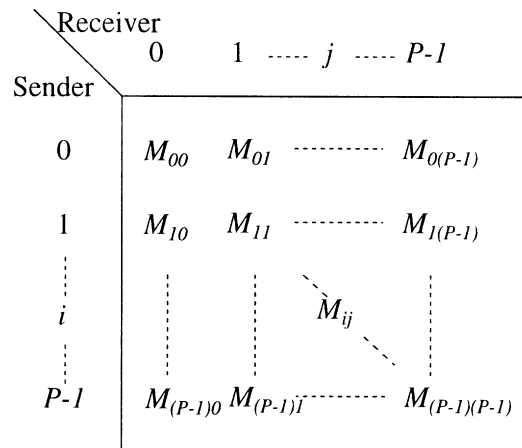 Receiver
0 1 ----- j ----- P-1
Sender
0 M00 M01 ---------- M0(P-1)
1 M10 M11 ---------- M1(P-1)
i Mij
P-1 M(P-1)0 M(P-1)1 ---------- M(P-1)(P-1)